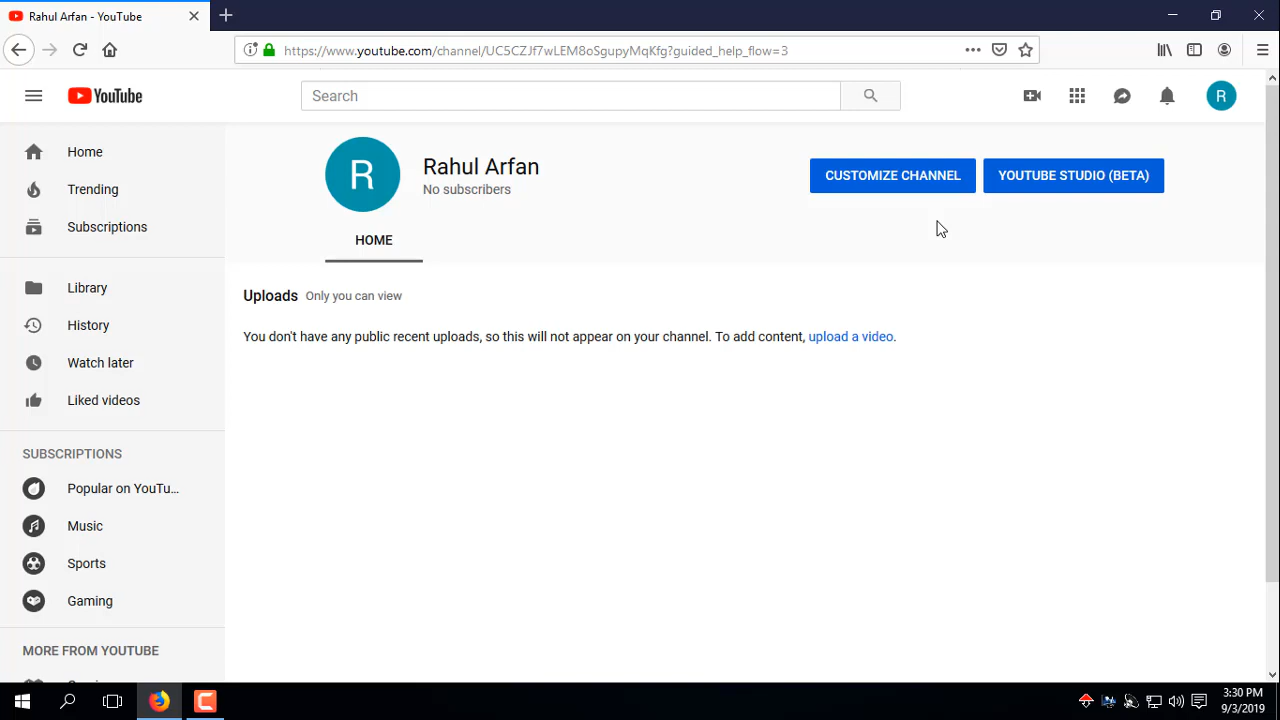 Rahul Arfan - YouTube
https://www.youtube.com/channel/UC5CZJf7wLEM8oSgupyMqKfg?guided_help_flow=3
YouTube
Search
R
Home
Trending
Subscriptions
Library
History
Watch later
Liked videos
SUBSCRIPTIONS
Popular on YouTu...
Music
Sports
Gaming
MORE FROM YOUTUBE
R
Rahul Arfan
No subscribers
CUSTOMIZE CHANNEL
YOUTUBE STUDIO (BETA)
HOME
Uploads Only you can view
You don't have any public recent uploads, so this will not appear on your channel. To add content, upload a video.
3:30 PM
9/3/2019